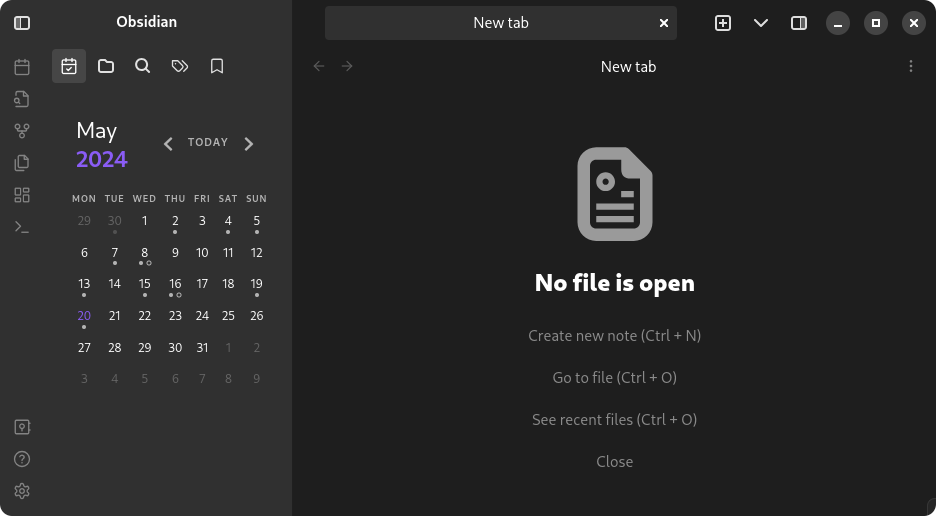 Obsidian
New tab
New tab
May
2024
TODAY
MON TUE WED THU FRI SAT SUN
29 30 1 2 3 4 5
6 7 8 9 10 11 12
13 14 15 16 17 18 19
20 21 22 23 24 25 26
27 28 29 30 31 1 2
3 4 5 6 7 8 9
No file is open
Create new note (Ctrl + N)
Go to file (Ctrl + O)
See recent files (Ctrl + O)
Close